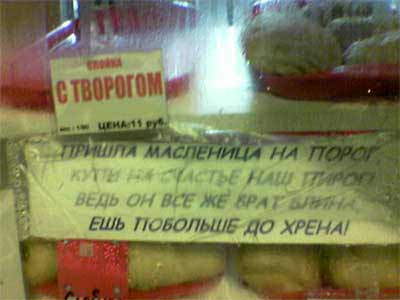 СЛОЙКА
С ТВОРОГОМ
ЦЕНА: 11 руб.
ПРИШЛА МАСЛЕНИЦА НА ПОРОГ
КУПИ НА СЧАСТЬЕ НАШ ПИРОГ!
ВЕДЬ ОН ВСЕ ЖЕ БРАТ БЛИНА
ЕШЬ ПОБОЛЬШЕ ДО ХРЕНА!